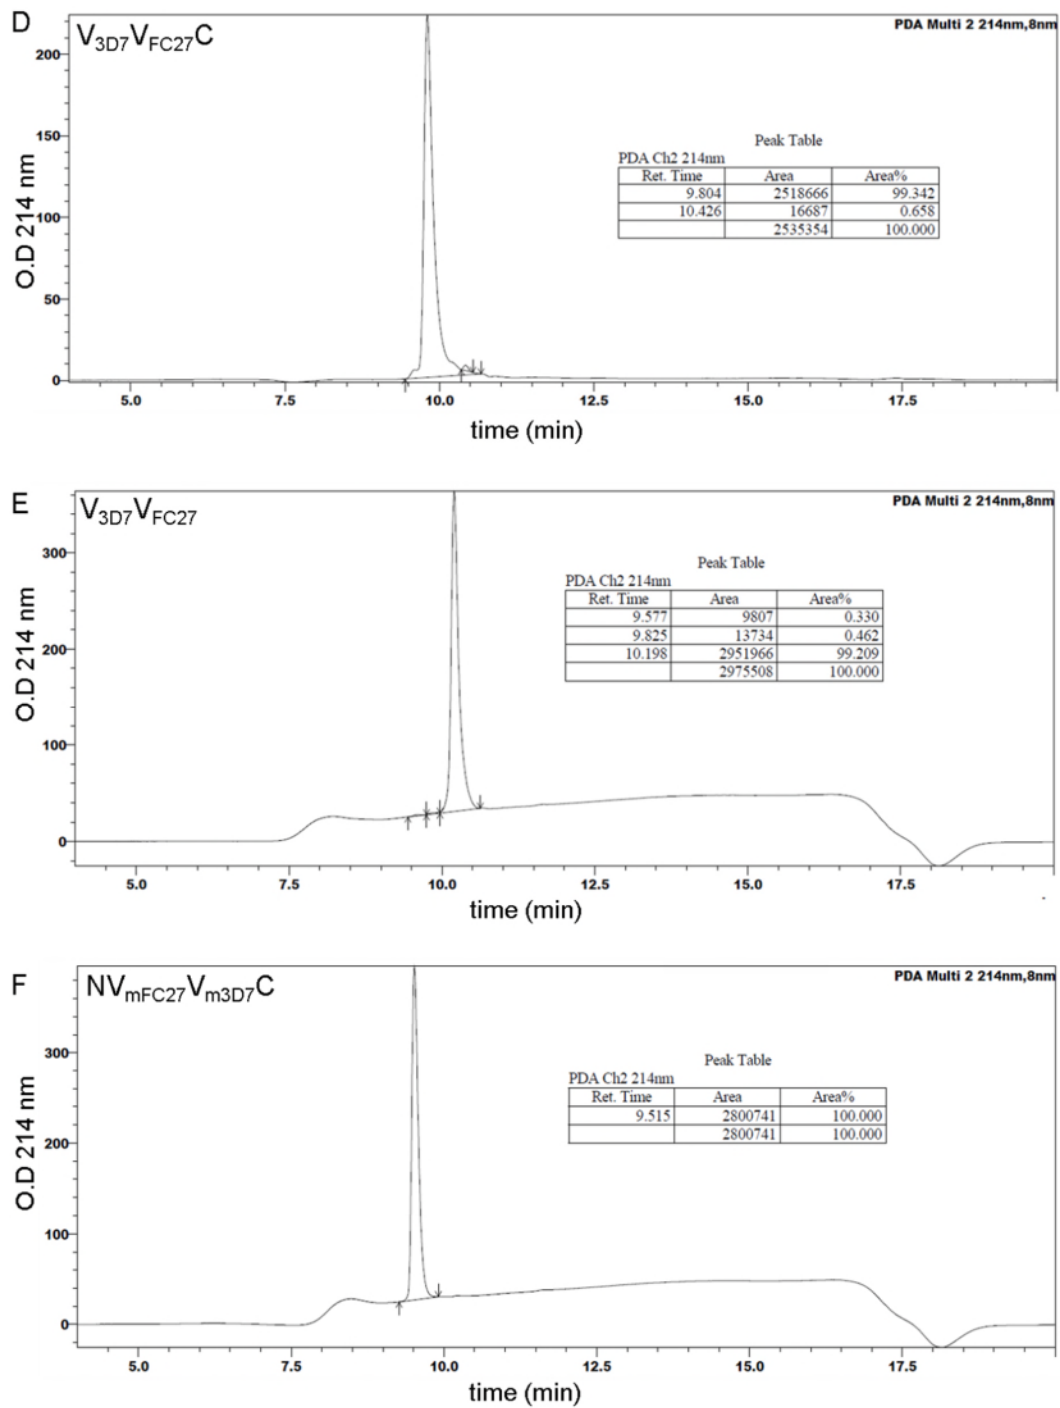 D
V3D7VFC27C
PDA Multi 2 214nm,8nm
O.D 214 nm
200
150
100
50
0
Peak Table
PDA Ch2 214nm
Ret. Time Area Area%
9.804 2518666 99.342
10.426 16687 0.658
2535354 100.000
5.0 7.5 10.0 12.5 15.0 17.5
time (min)
E
V3D7VFC27
PDA Multi 2 214nm,8nm
O.D 214 nm
300
200
100
0
Peak Table
PDA Ch2 214nm
Ret. Time Area Area%
9.577 9807 0.330
9.825 13734 0.462
10.198 2951966 99.209
2975508 100.000
5.0 7.5 10.0 12.5 15.0 17.5
time (min)
F
NVmFC27Vm3D7C
PDA Multi 2 214nm,8nm
O.D 214 nm
300
200
100
0
Peak Table
PDA Ch2 214nm
Ret. Time Area Area%
9.515 2800741 100.000
2800741 100.000
5.0 7.5 10.0 12.5 15.0 17.5
time (min)